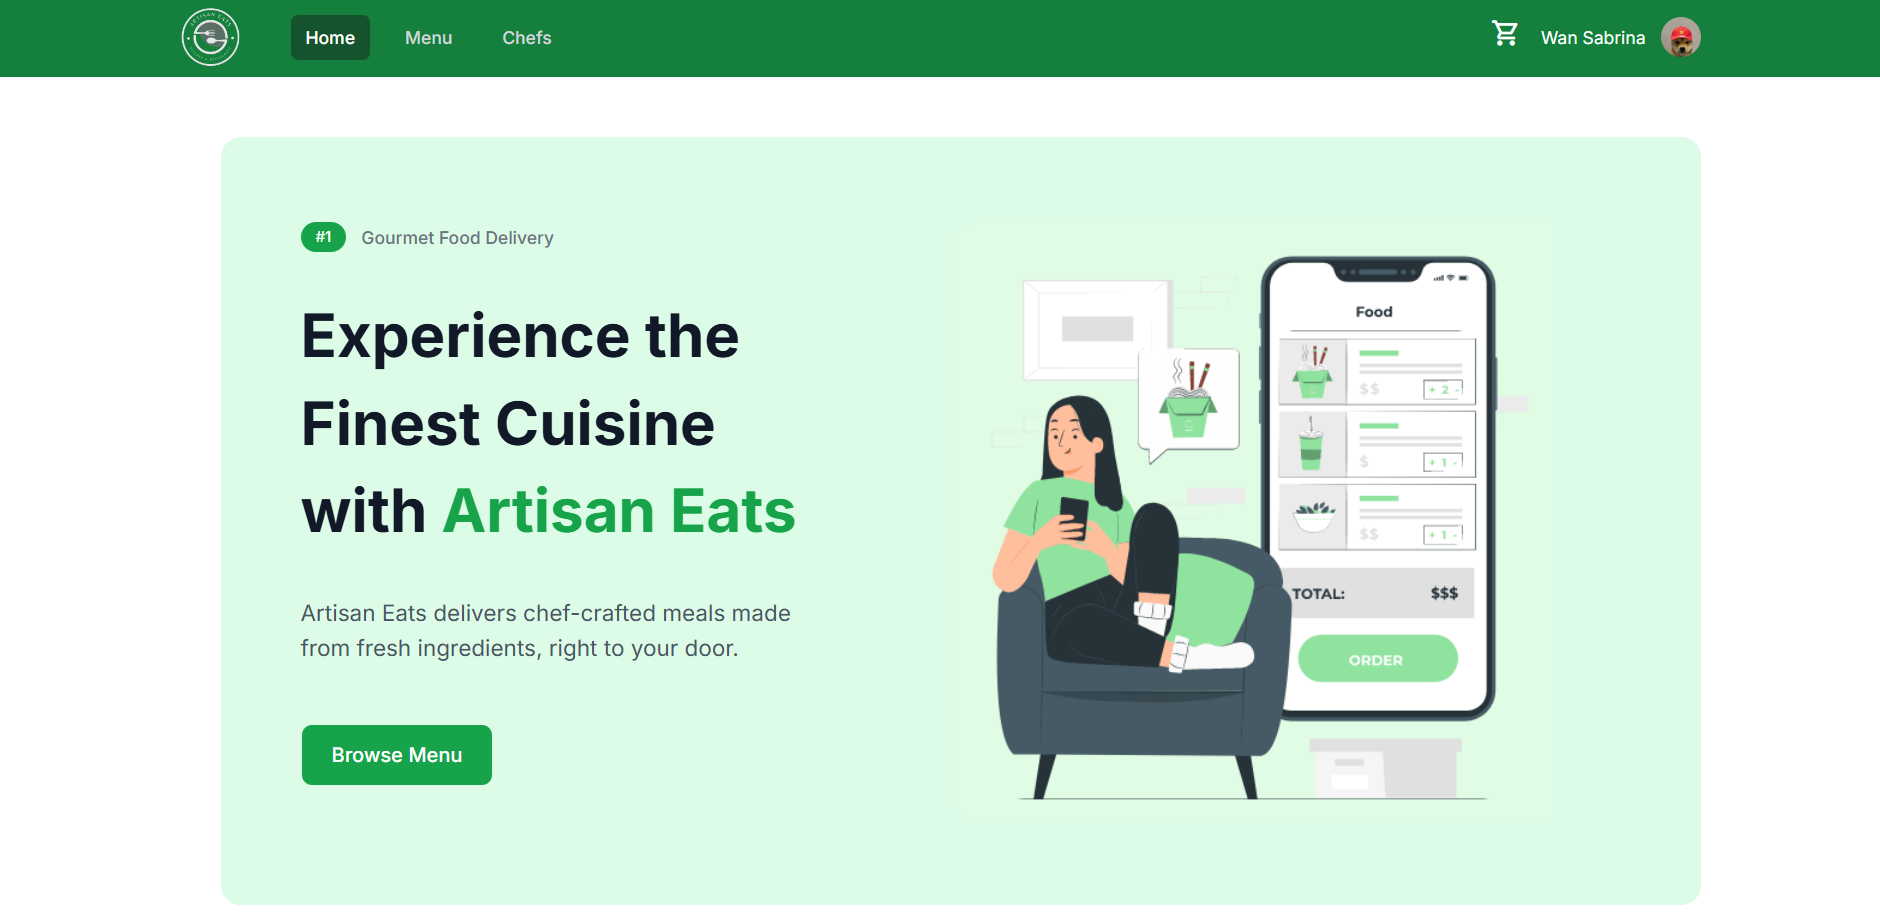 ARTISAN EATS
Home
Menu
Chefs
Wan Sabrina
#1
Gourmet Food Delivery
Experience the
Finest Cuisine
with Artisan Eats
Artisan Eats delivers chef-crafted meals made
from fresh ingredients, right to your door.
Browse Menu
Food
$$
+ 2 -
$
+ 1 -
$$
+ 1 -
TOTAL:
$$$
ORDER